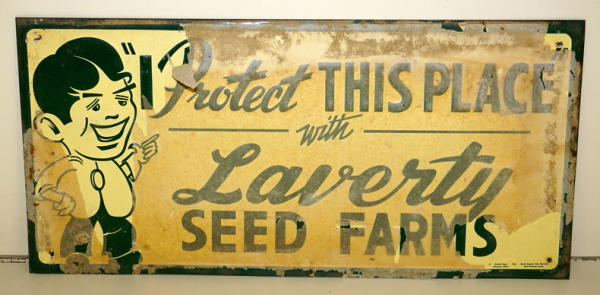 "I Protect THIS PLACE"
with
Laverty
SEED FARMS